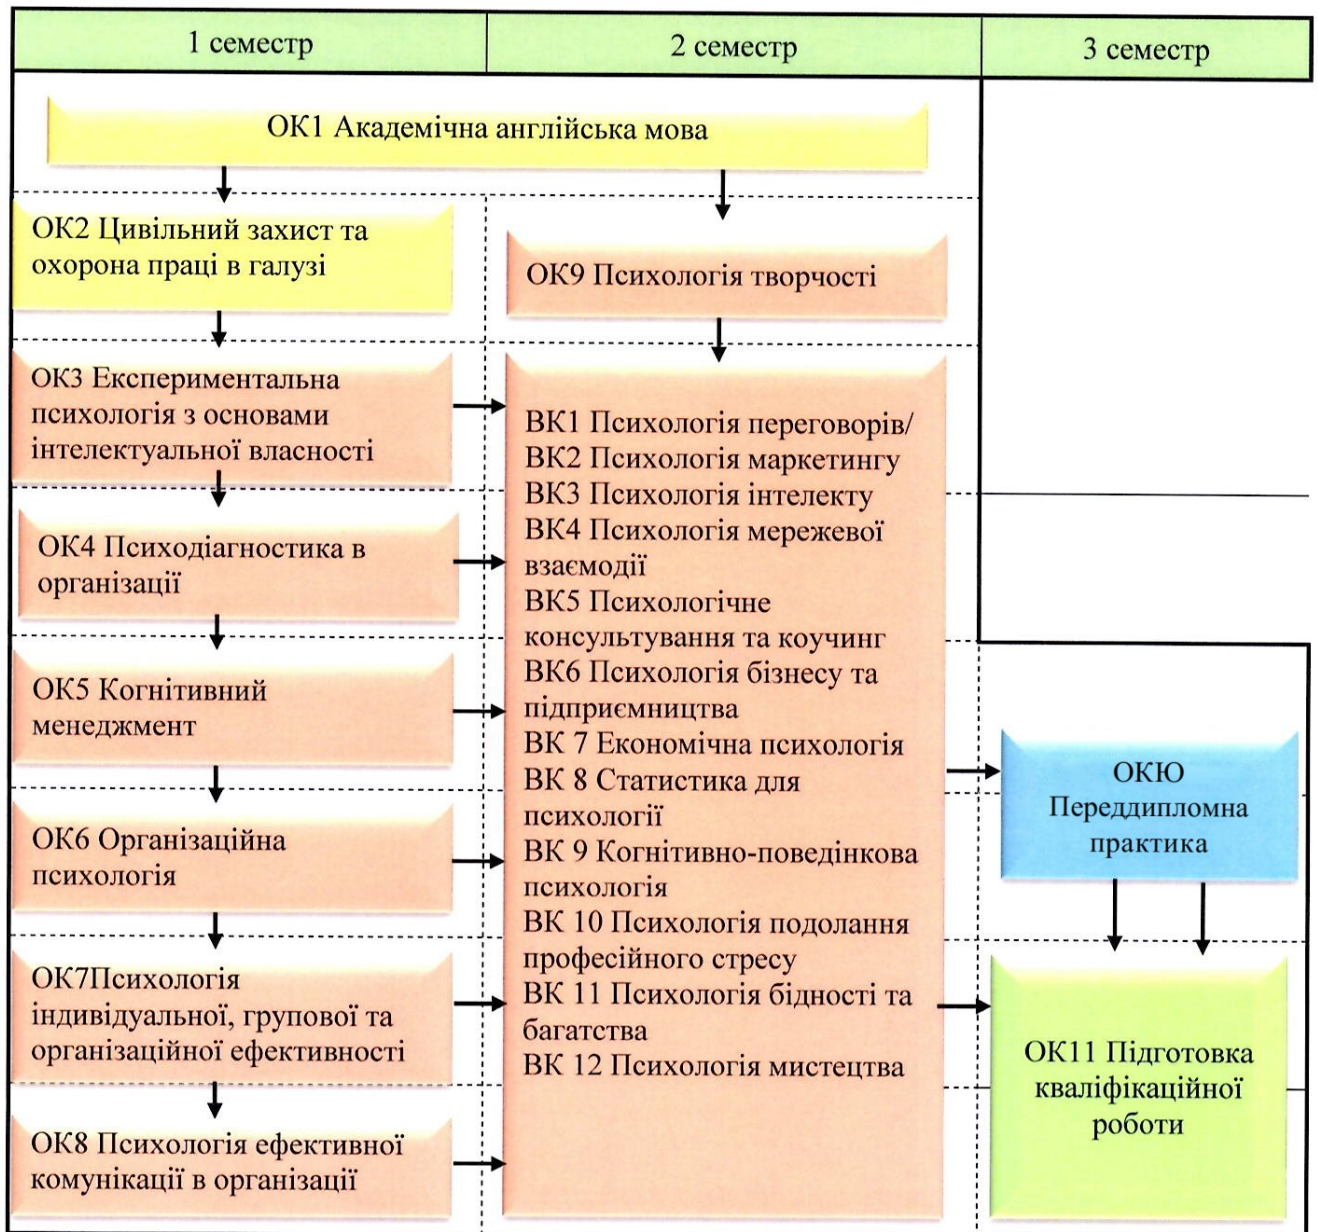 1 семестр
2 семестр
3 семестр
ОК1 Академічна англійська мова
ОК2 Цивільний захист та
охорона праці в галузі
ОК9 Психологія творчості
ОК3 Експериментальна
психологія з основами
інтелектуальної власності
ОК4 Психодіагностика в
організації
ОК5 Когнітивний
менеджмент
ОК6 Організаційна
психологія
ОК7Психологія
індивідуальної, групової та
організаційної ефективності
ОК8 Психологія ефективної
комунікації в організації
ВК1 Психологія переговорів/
ВК2 Психологія маркетингу
ВК3 Психологія інтелекту
ВК4 Психологія мережевої
взаємодії
ВК5 Психологічне
консультування та коучинг
ВК6 Психологія бізнесу та
підприємництва
ВК 7 Економічна психологія
ВК 8 Статистика для
психології
ВК 9 Когнітивно-поведінкова
психологія
ВК 10 Психологія подолання
професійного стресу
ВК 11 Психологія бідності та
багатства
ВК 12 Психологія мистецтва
ОКЮ
Переддипломна
практика
ОК11 Підготовка
кваліфікаційної
роботи